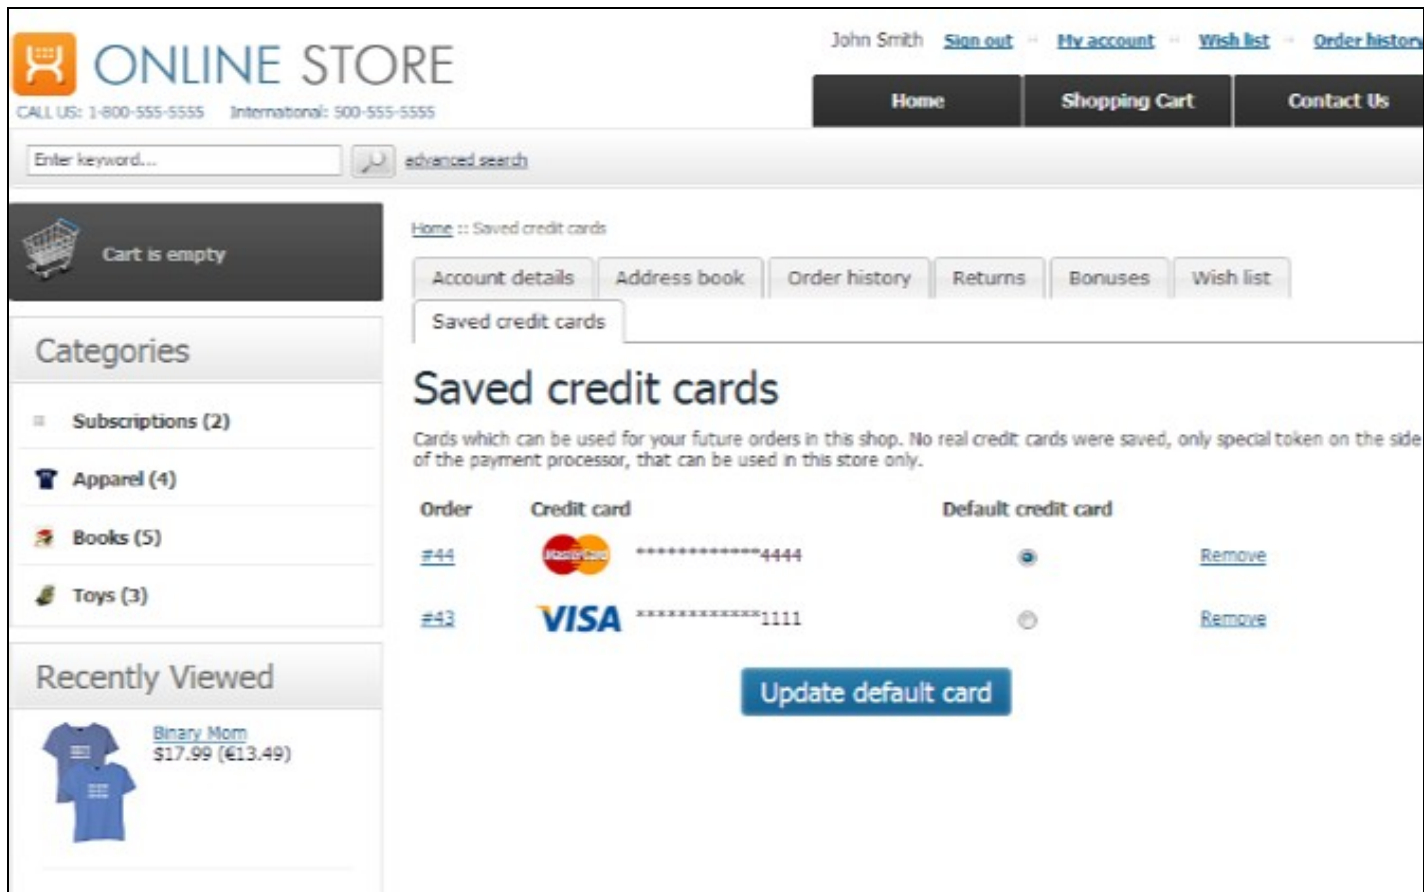 ONLINE STORE
CALL US: 1-800-555-5555 International: 500-555-5555
John Smith Sign out My account Wish list Order history
Home Shopping Cart Contact Us
Enter keyword... advanced search
Cart is empty
Categories
Subscriptions (2)
Apparel (4)
Books (5)
Toys (3)
Recently Viewed
Binary Mom
$17.99 (€13.49)
Home :: Saved credit cards
Account details Address book Order history Returns Bonuses Wish list
Saved credit cards
Saved credit cards
Cards which can be used for your future orders in this shop. No real credit cards were saved, only special token on the side
of the payment processor, that can be used in this store only.
Order Credit card Default credit card
#44 MasterCard ************4444 Remove
#43 VISA ************1111 Remove
Update default card